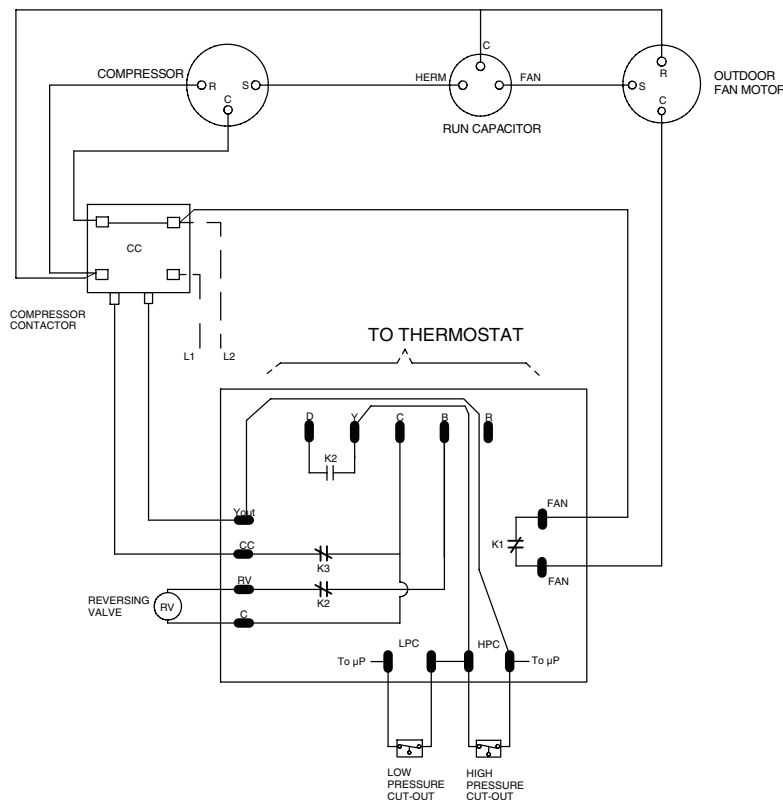 C
COMPRESSOR
HERM
FAN
OUTDOOR
FAN MOTOR
R
S
R
S
C
C
RUN CAPACITOR
CC
COMPRESSOR
CONTACTOR
L1
L2
TO THERMOSTAT
D
Y
C
B
R
K2
Yout
FAN
CC
K3
K1
RV
K2
FAN
REVERSING
VALVE
RV
C
LPC
HPC
To µP
To µP
LOW
PRESSURE
CUT-OUT
HIGH
PRESSURE
CUT-OUT